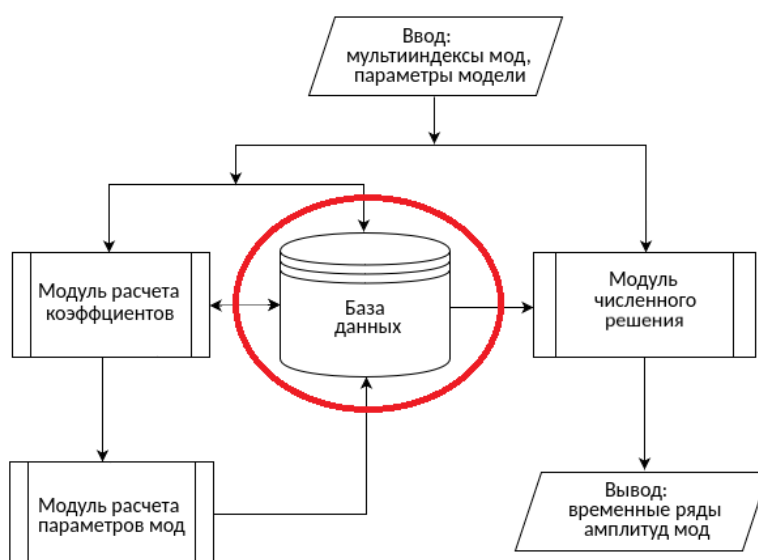 Ввод:
мультииндексы мод,
параметры модели
Модуль расчета
коэффциентов
База
данных
Модуль
численного
решения
Модуль расчета
параметров мод
Вывод:
временные ряды
амплитуд мод